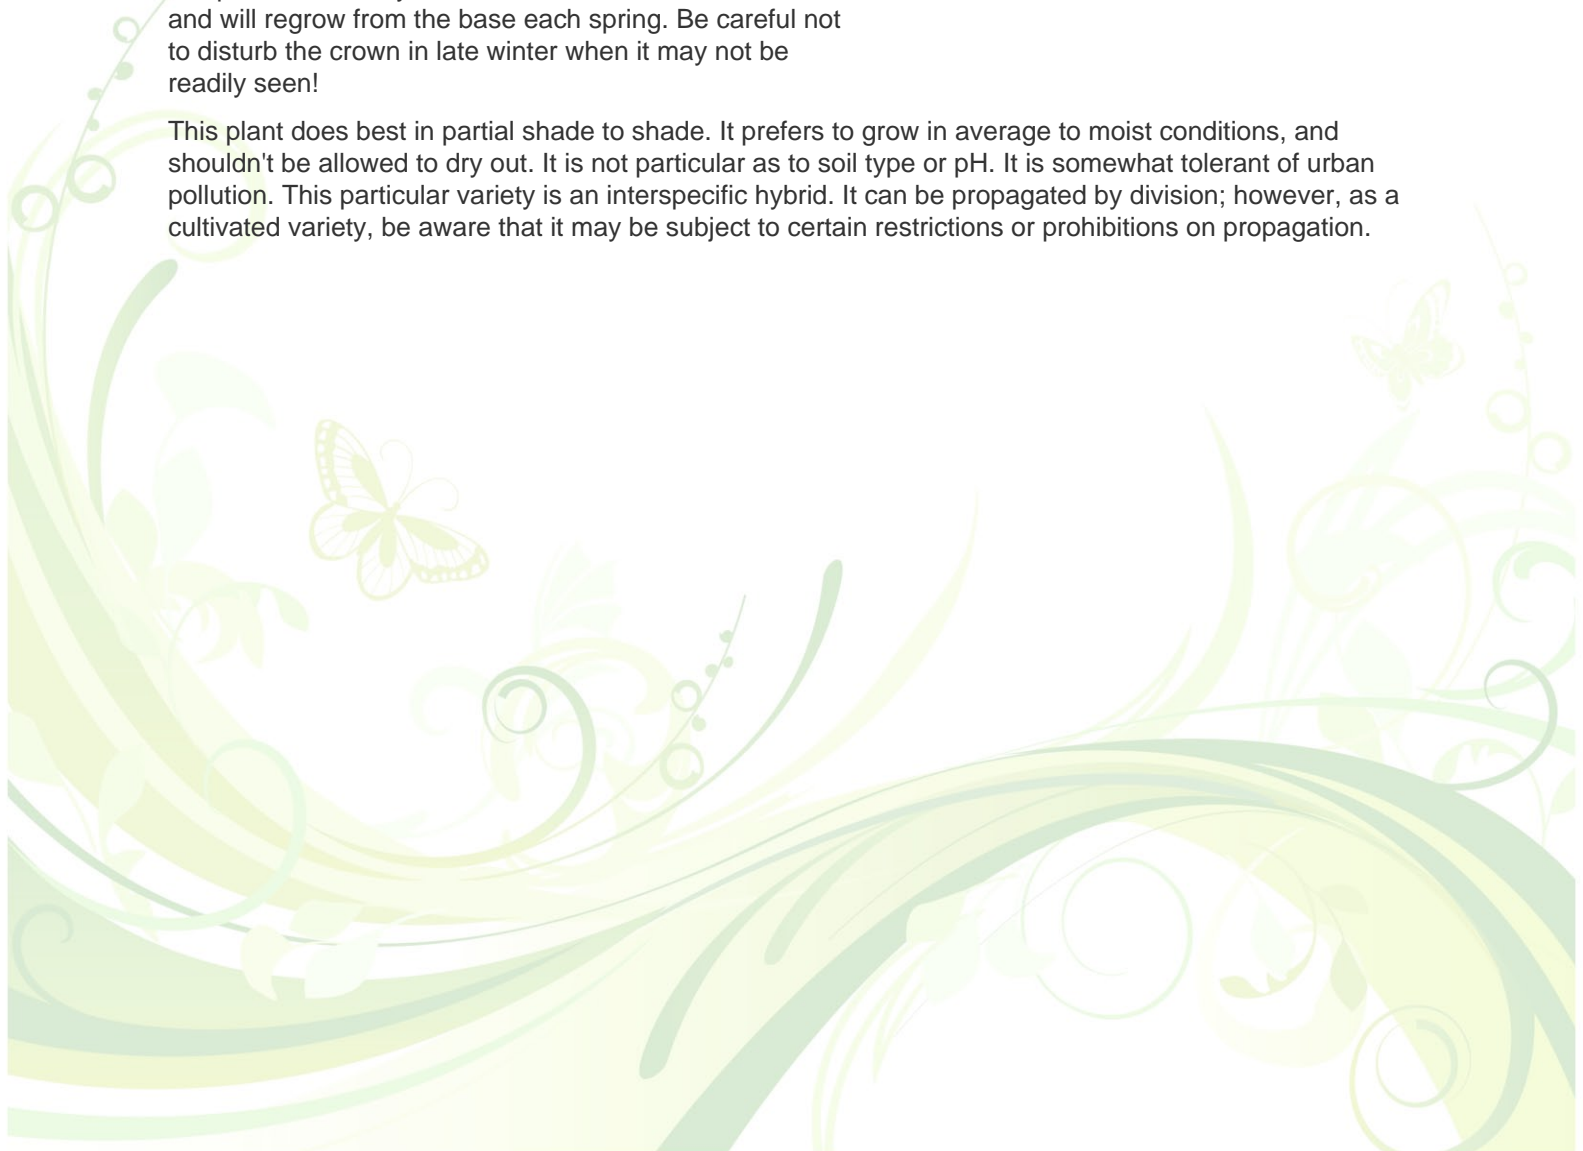 and will regrow from the base each spring. Be careful not
to disturb the crown in late winter when it may not be
readily seen!
This plant does best in partial shade to shade. It prefers to grow in average to moist conditions, and
shouldn't be allowed to dry out. It is not particular as to soil type or pH. It is somewhat tolerant of urban
pollution. This particular variety is an interspecific hybrid. It can be propagated by division; however, as a
cultivated variety, be aware that it may be subject to certain restrictions or prohibitions on propagation.